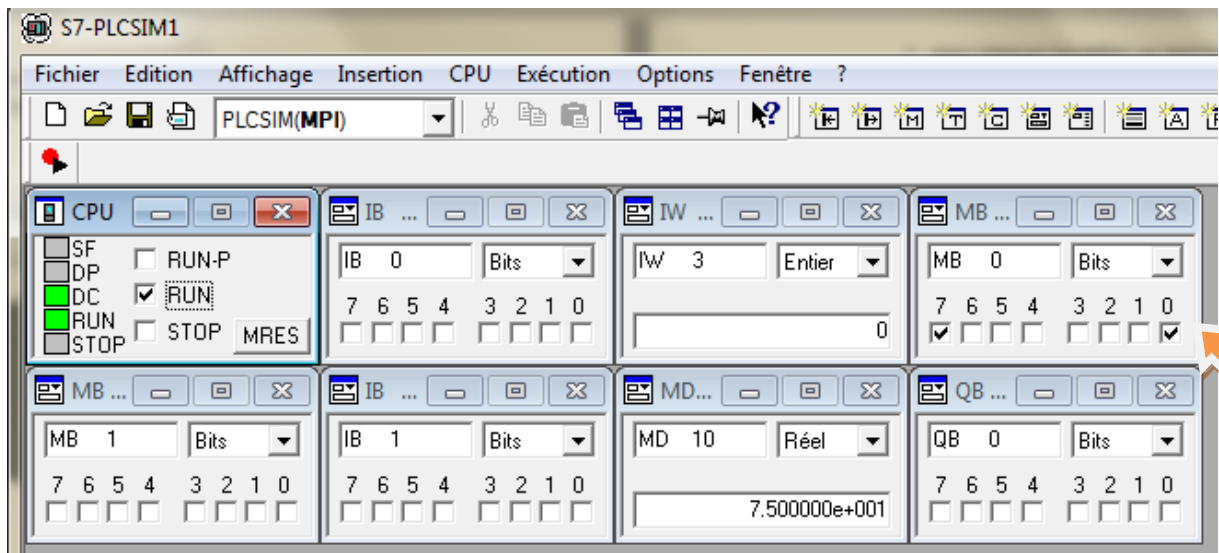 S7-PLCSIM1
Fichier Edition Affichage Insertion CPU Exécution Options Fenêtre ?
PLCSIM(MPI)
CPU
SF
DP
DC
RUN
STOP
RUN-P
RUN
STOP
MRES
IB ...
IB 0 Bits
7 6 5 4 3 2 1 0
IW ...
IW 3 Entier
0
MB ...
MB 0 Bits
7 6 5 4 3 2 1 0
MB ...
MB 1 Bits
7 6 5 4 3 2 1 0
IB ...
IB 1 Bits
7 6 5 4 3 2 1 0
MD...
MD 10 Réel
7.500000e+001
QB ...
QB 0 Bits
7 6 5 4 3 2 1 0